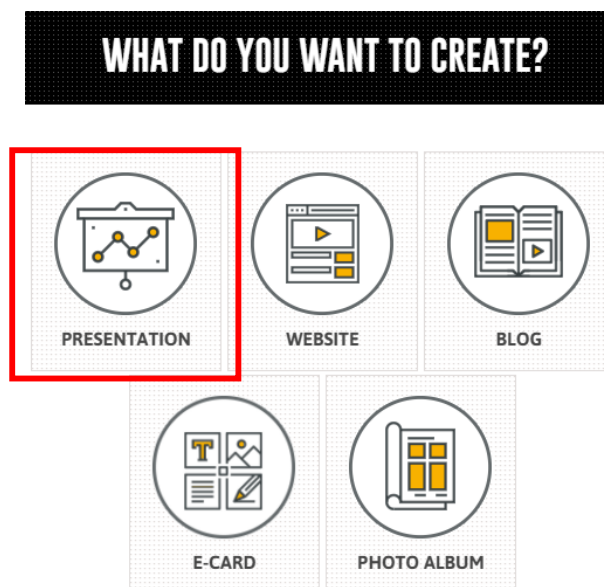 WHAT DO YOU WANT TO CREATE?
PRESENTATION
WEBSITE
BLOG
T
E-CARD
PHOTO ALBUM